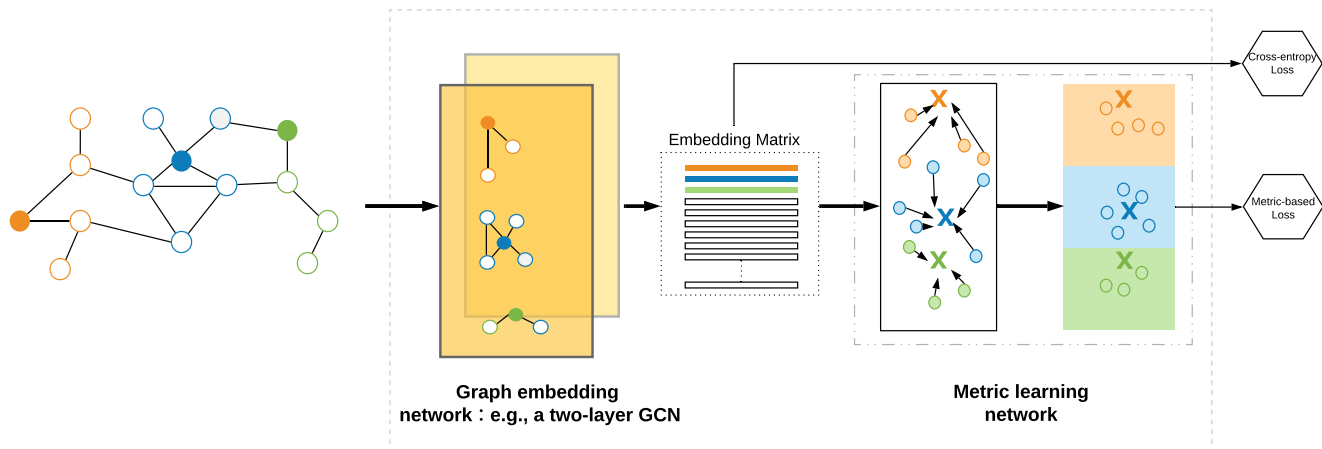 Cross-entropy
Loss
Embedding Matrix
X
X
X
X
X
X
Metric-based
Loss
Graph embedding
network：e.g., a two-layer GCN
Metric learning
network